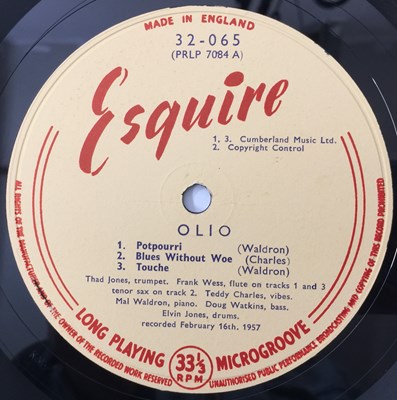 MADE IN ENGLAND
32-065
(PRLP 7084 A)
Esquire
1, 3. Cumberland Music Ltd.
2. Copyright Control
OLIO
1. Potpourri (Waldron)
2. Blues Without Woe (Charles)
3. Touche (Waldron)
Thad Jones, trumpet. Frank Wess, flute on tracks 1 and 3
tenor sax on track 2. Teddy Charles, vibes.
Mal Waldron, piano. Doug Watkins, bass.
Elvin Jones, drums.
recorded February 16th. 1957
LONG PLAYING 33⅓ RPM MICROGROOVE
ALL RIGHTS OF THE MANUFACTURER AND OF THE OWNER OF THE RECORDED WORK RESERVED
UNAUTHORISED PUBLIC PERFORMANCE, BROADCASTING AND COPYING OF THIS RECORD PROHIBITED